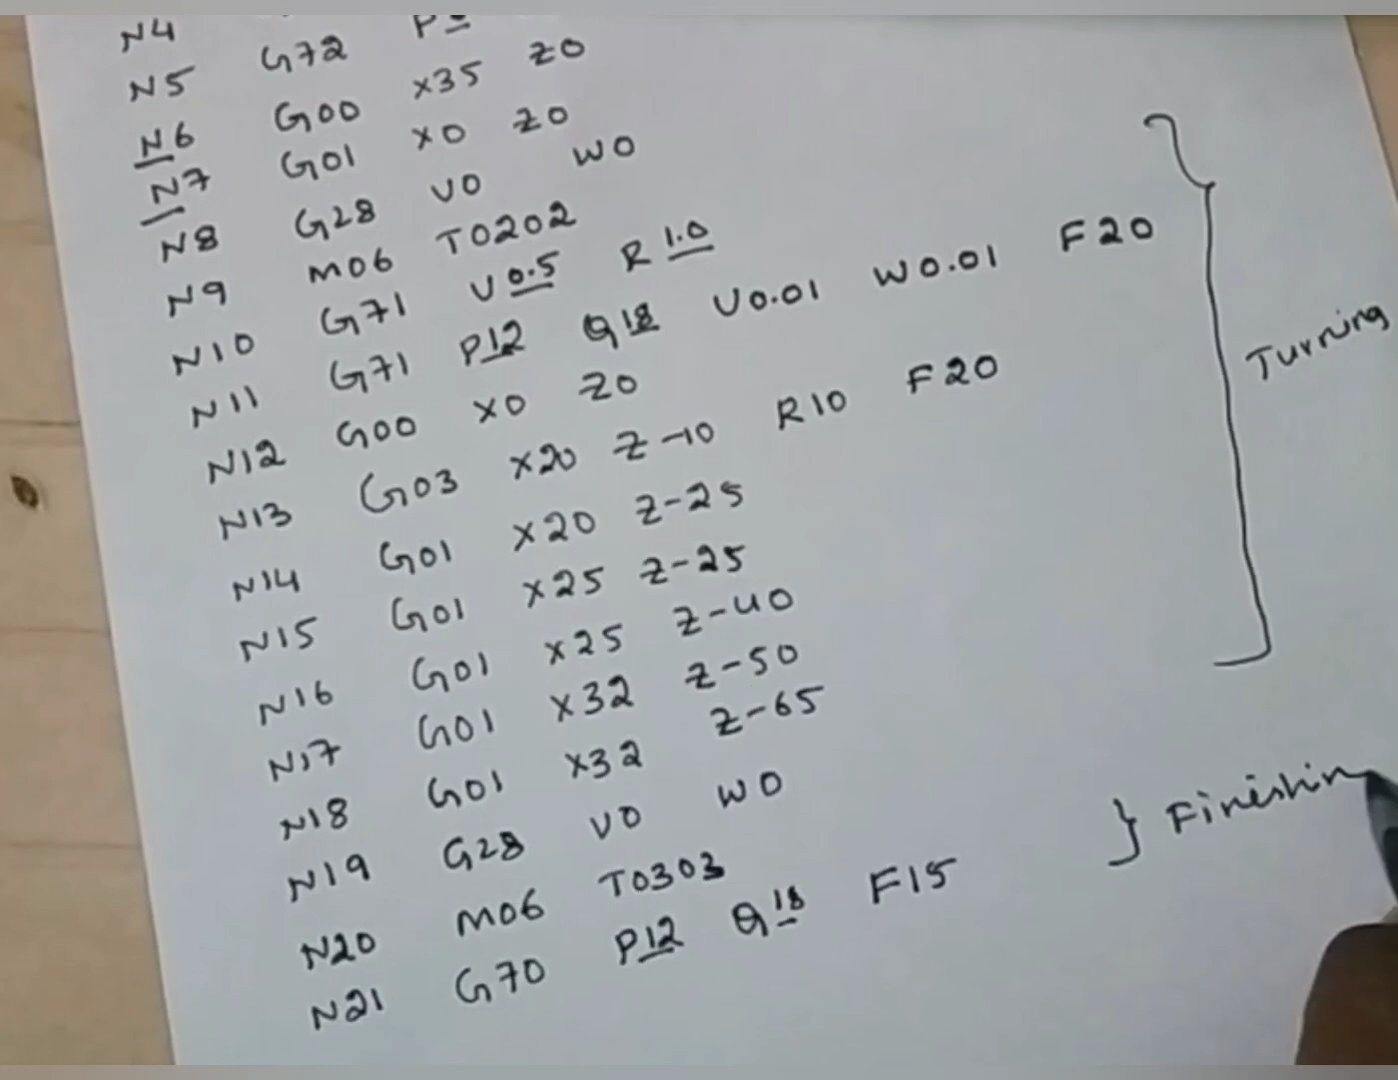 N4
N5 G72
N6 G00 X35 Z0
N7 G01 X0 Z0
N8 G28 U0 W0
N9 M06 T0202
N10 G71 U0.5 R1.0
N11 G71 P12 Q18 U0.01 W0.01 F20
N12 G00 X0 Z0
N13 G03 X20 Z-10 R10 F20
N14 G01 X20 Z-25
N15 G01 X25 Z-25
N16 G01 X25 Z-40
N17 G01 X32 Z-50
N18 G01 X32 Z-65
N19 G28 U0 W0
N20 M06 T0303
N21 G70 P12 Q18 F15
Turning
Finishin